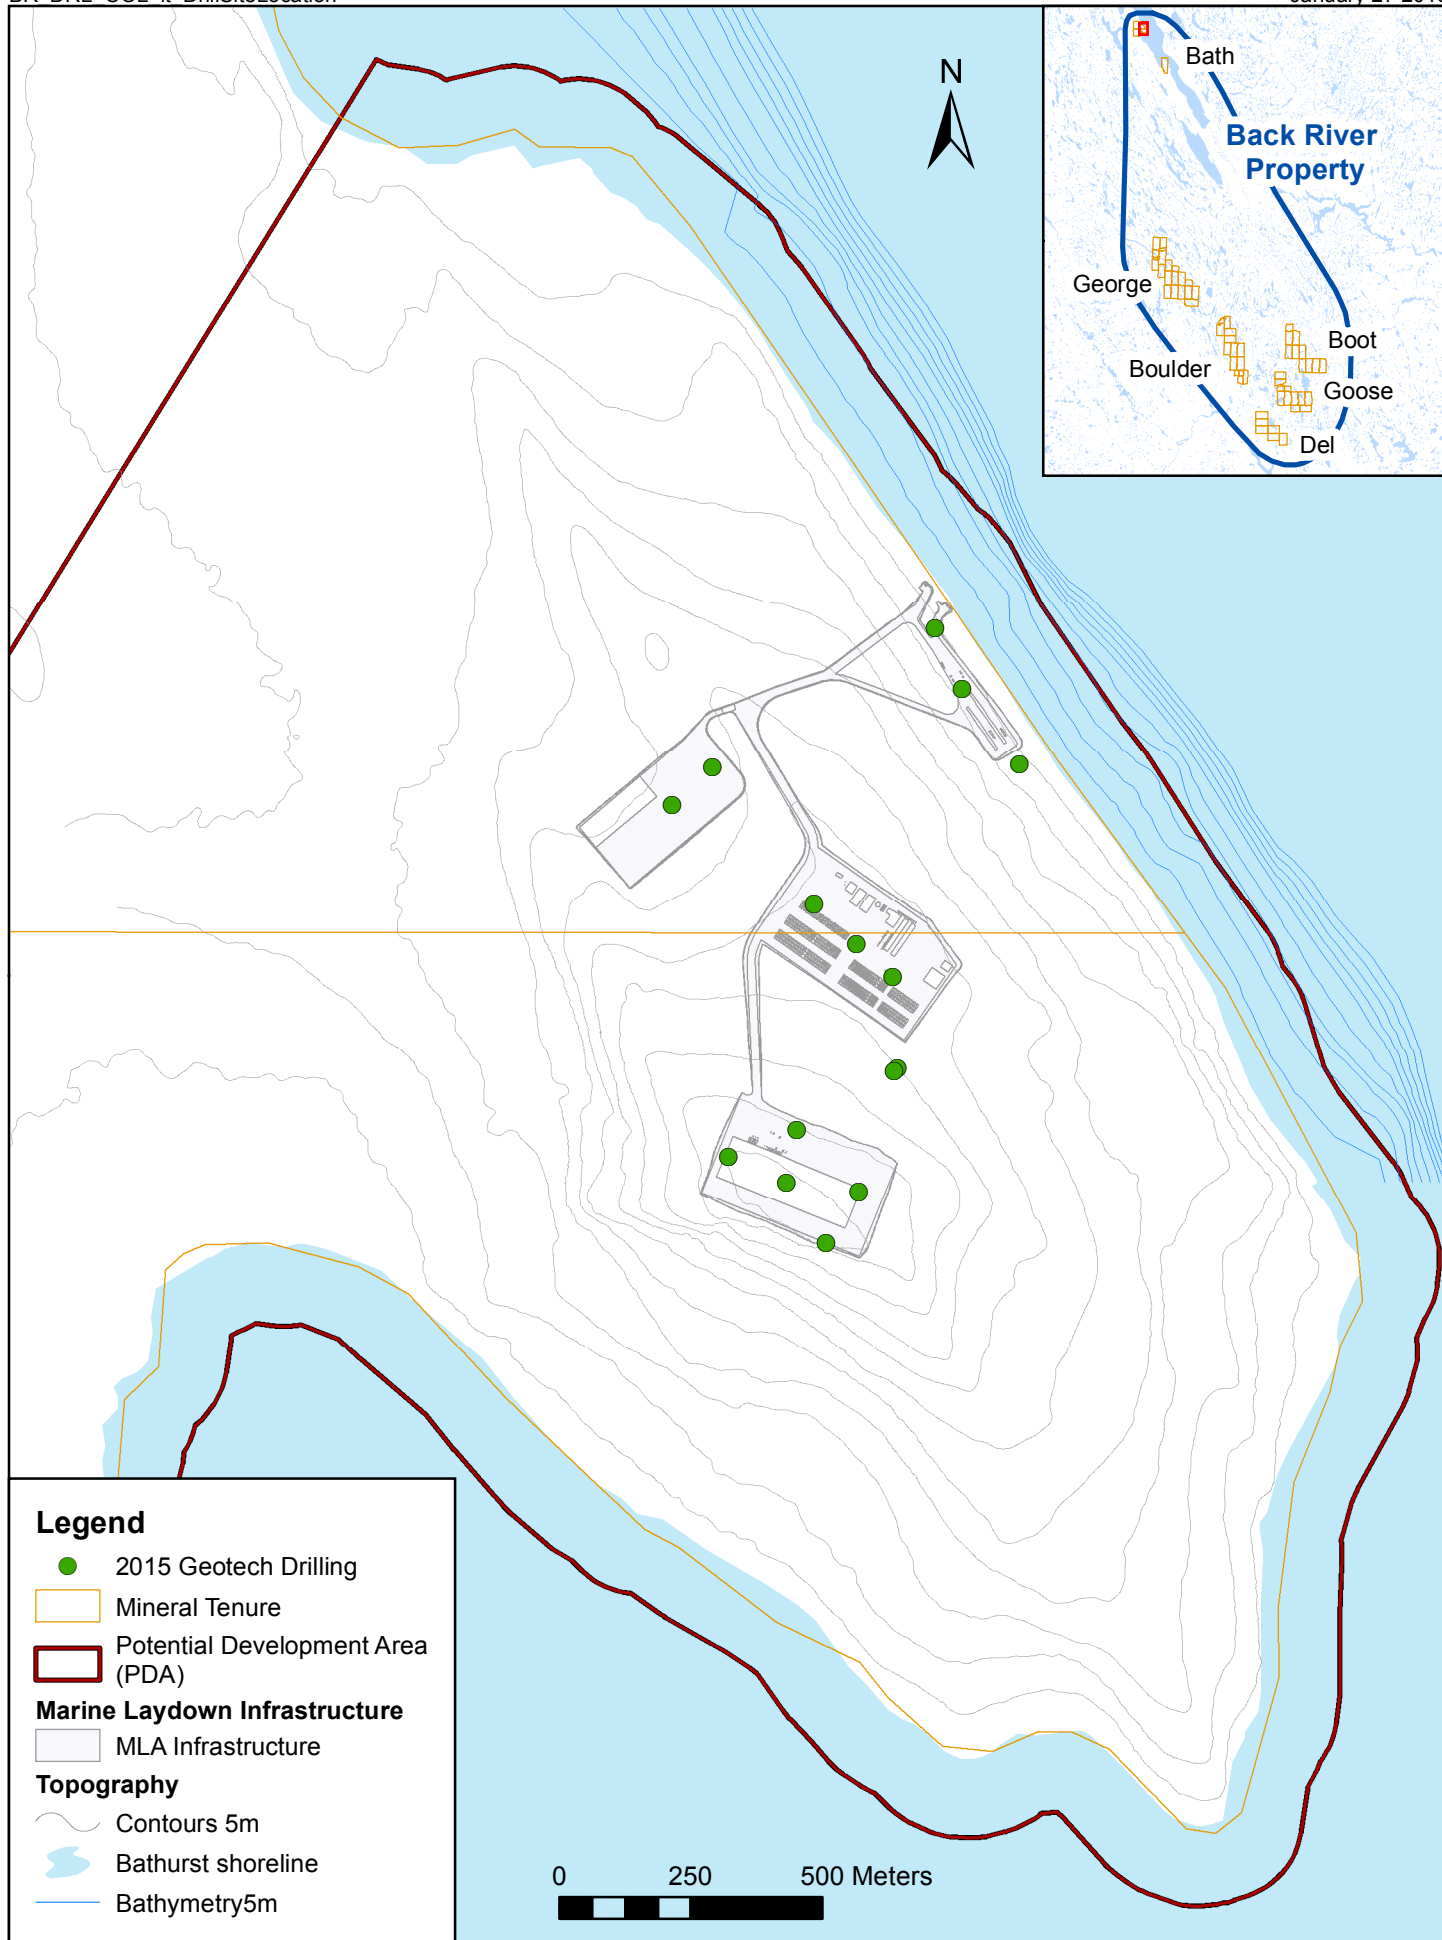 N
Bath
Back River
Property
George
Boot
Boulder
Goose
Del
Legend
2015 Geotech Drilling
Mineral Tenure
Potential Development Area
(PDA)
Marine Laydown Infrastructure
MLA Infrastructure
Topography
Contours 5m
Bathurst shoreline
Bathymetry5m
0 250 500 Meters